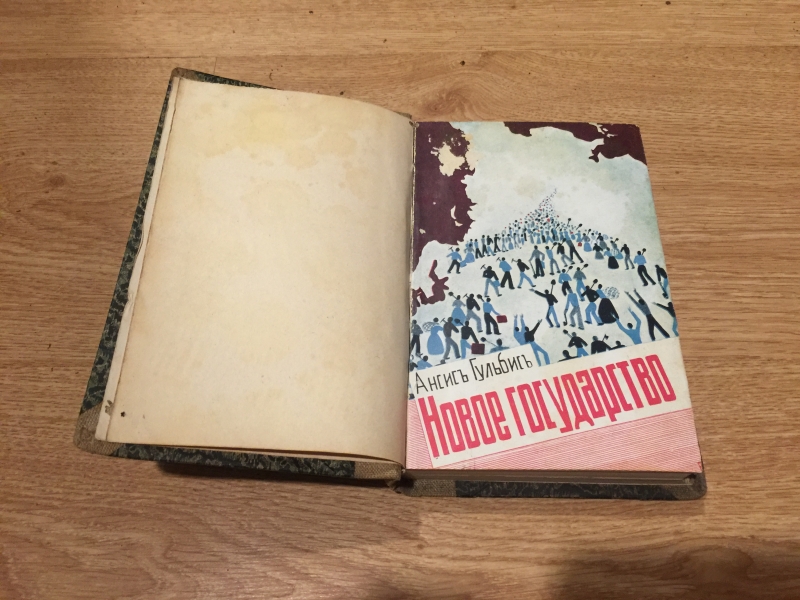 Ансисъ Гульбисъ
Новое государство